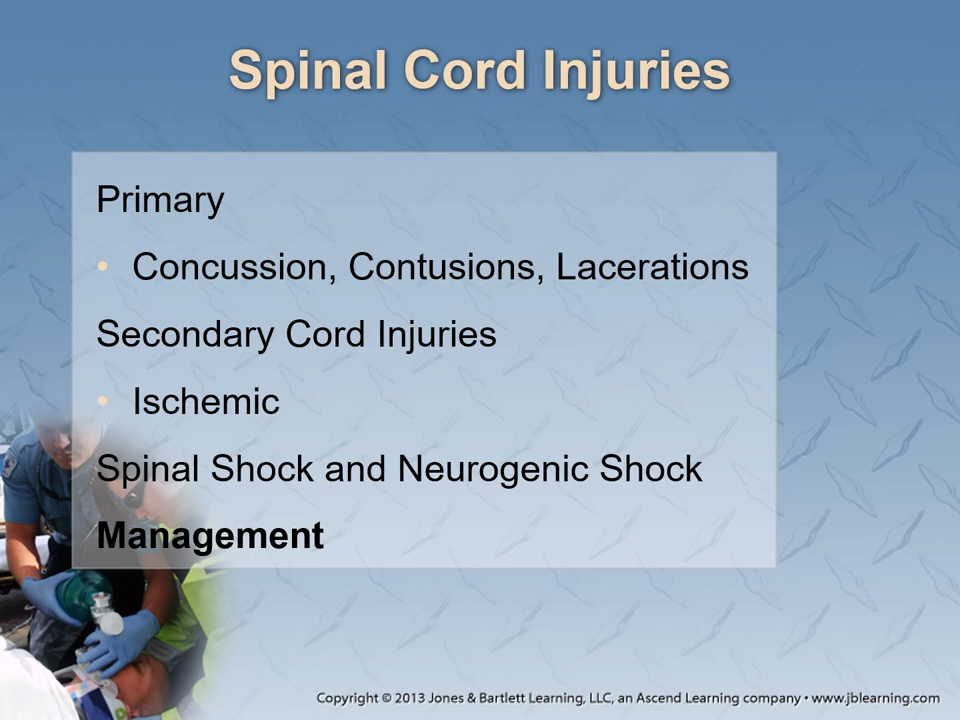 Spinal Cord Injuries
Primary
• Concussion, Contusions, Lacerations
Secondary Cord Injuries
• Ischemic
Spinal Shock and Neurogenic Shock
Management
Copyright © 2013 Jones & Bartlett Learning, LLC, an Ascend Learning company • www.jblearning.com